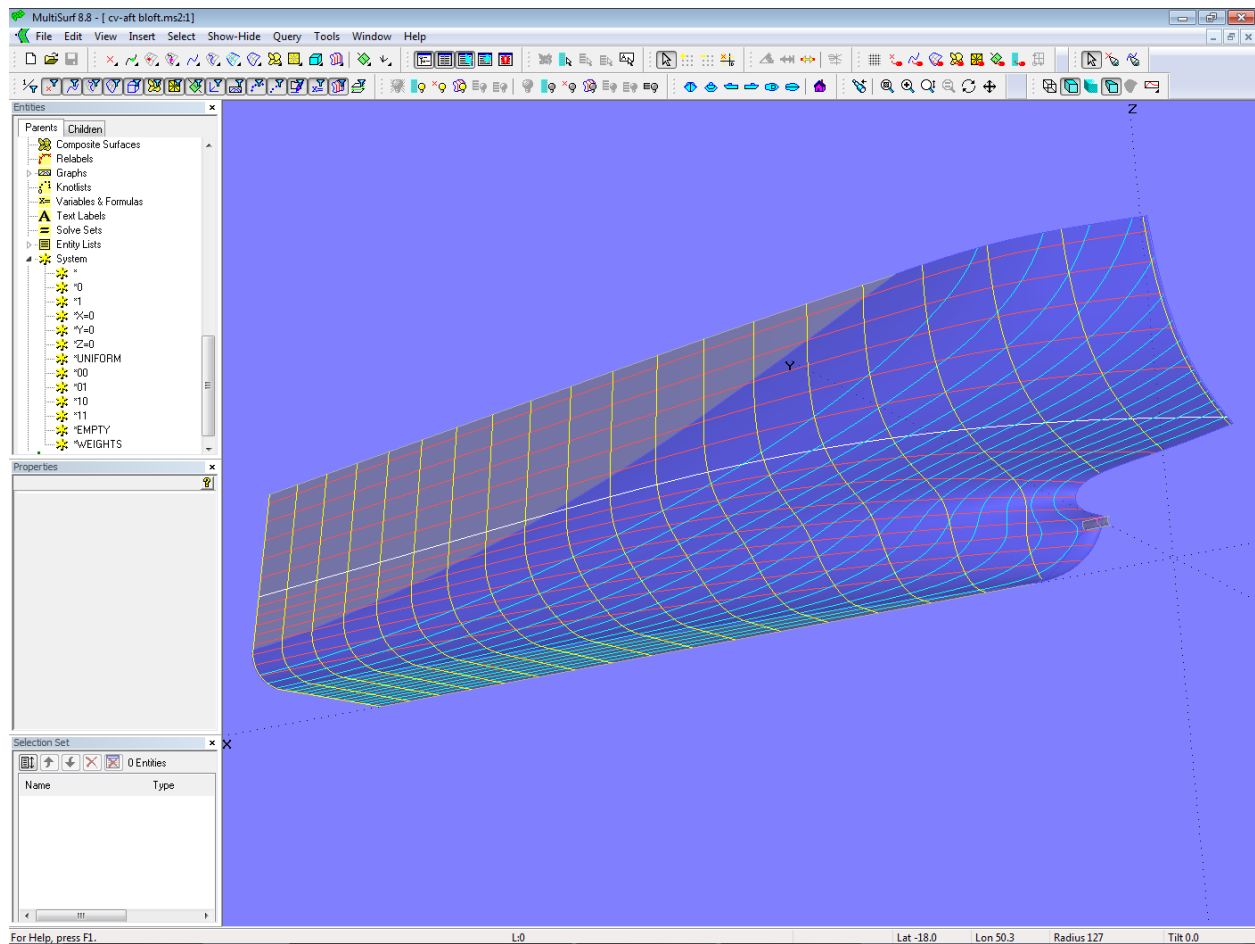 MultiSurf 8.8 - [ cv-aft bloft.ms2:1]
File Edit View Insert Select Show-Hide Query Tools Window Help
Entities
Parents Children
Composite Surfaces
Relabels
Graphs
Knotlists
Variables & Formulas
Text Labels
Solve Sets
Entity Lists
System
*
*0
*1
*X=0
*Y=0
*Z=0
*UNIFORM
*00
*01
*10
*11
*EMPTY
*WEIGHTS
Properties
Selection Set
0 Entities
Name Type
Z
Y
X
For Help, press F1. L:0 Lat -18.0 Lon 50.3 Radius 127 Tilt 0.0